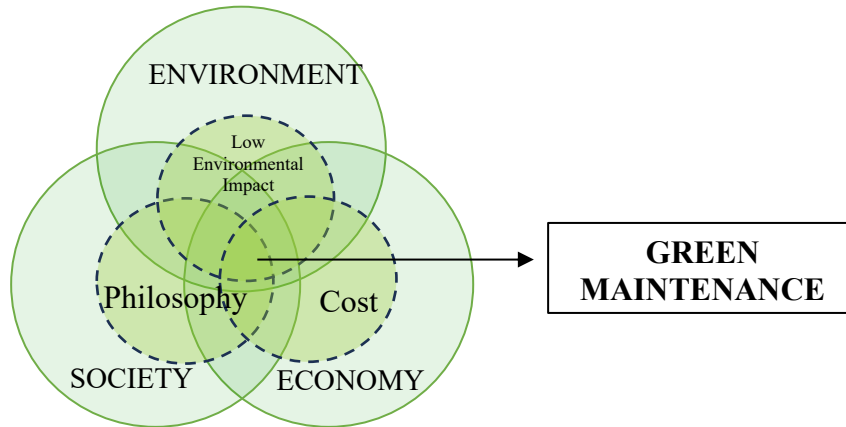 ENVIRONMENT
Low
Environmental
Impact
GREEN
MAINTENANCE
Philosophy
Cost
SOCIETY
ECONOMY